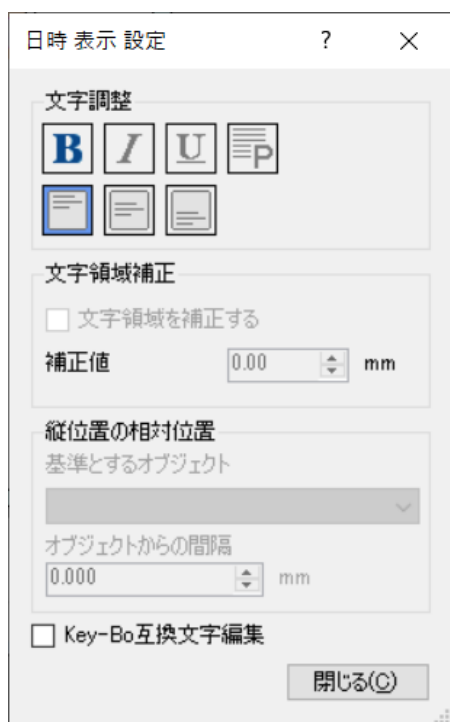 日時 表示 設定 ?
文字調整
B I U P
文字領域補正
文字領域を補正する
補正値 0.00 mm
縦位置の相対位置
基準とするオブジェクト
オブジェクトからの間隔
0.000 mm
Key-Bo互換文字編集
閉じる(C)